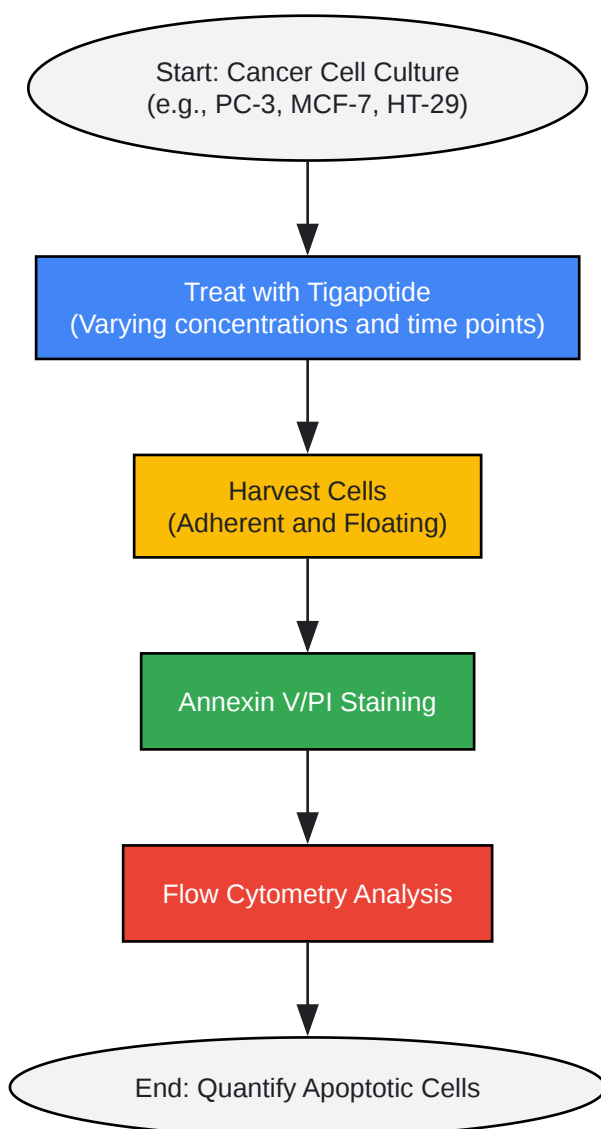 Start: Cancer Cell Culture
(e.g., PC-3, MCF-7, HT-29)
Treat with Tigapotide
(Varying concentrations and time points)
Harvest Cells
(Adherent and Floating)
Annexin V/PI Staining
Flow Cytometry Analysis
End: Quantify Apoptotic Cells